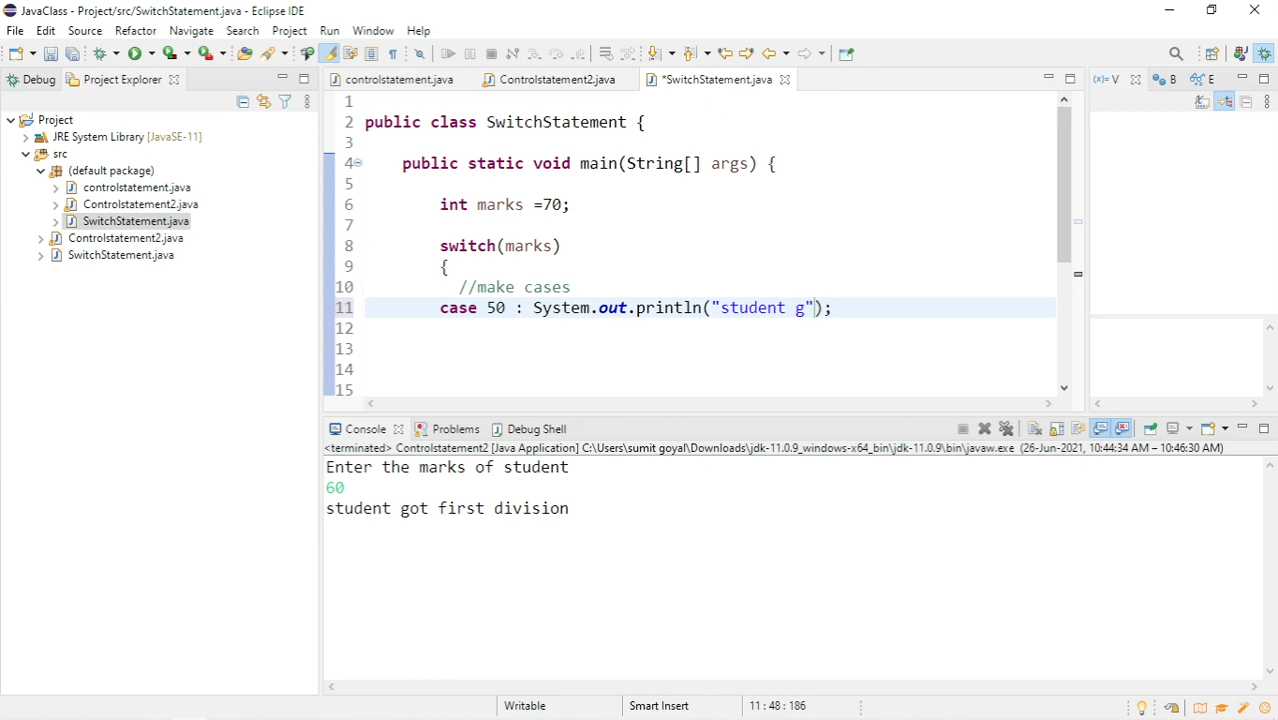 JavaClass - Project/src/SwitchStatement.java - Eclipse IDE
File Edit Source Refactor Navigate Search Project Run Window Help
Debug Project Explorer controlstatement.java Controlstatement2.java *SwitchStatement.java (x)= V B E
Project
JRE System Library [JavaSE-11]
src
(default package)
controlstatement.java
Controlstatement2.java
SwitchStatement.java
Controlstatement2.java
SwitchStatement.java
1
2 public class SwitchStatement {
3
4 public static void main(String[] args) {
5
6 int marks =70;
7
8 switch(marks)
9 {
10 //make cases
11 case 50 : System.out.println("student g");
12
13
14
15
Console Problems Debug Shell
<terminated> Controlstatement2 [Java Application] C:\Users\sumit goyal\Downloads\jdk-11.0.9_windows-x64_bin\jdk-11.0.9\bin\javaw.exe (26-Jun-2021, 10:44:34 AM – 10:46:30 AM)
Enter the marks of student
60
student got first division
Writable Smart Insert 11 : 48 : 186